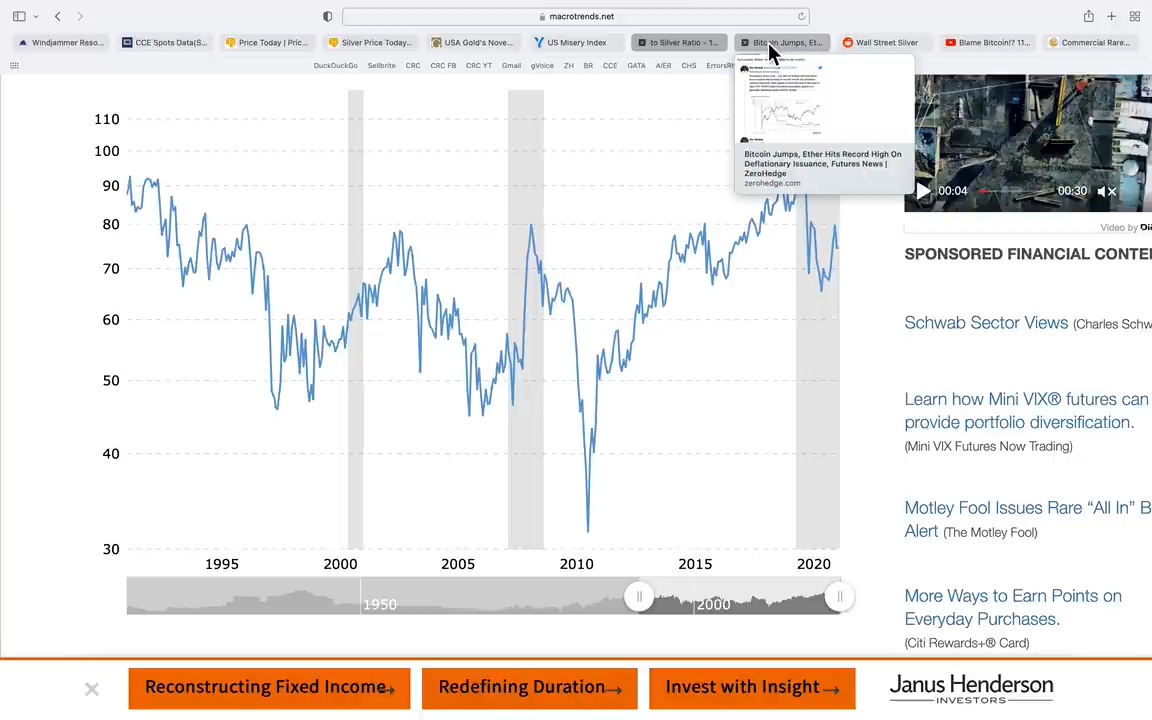 macrotrends.net
Windjammer Reso...
CCE Spots Data(S...
Price Today | Pric...
Silver Price Today...
USA Gold's Nove...
US Misery Index
to Silver Ratio - 1...
Bitcoin Jumps, Et...
Wall Street Silver
Blame Bitcoin!? 11...
Commercial Rare...
DuckDuckGo
Sellbrite
CRC
CRC FB
CRC YT
Gmail
gVoice
ZH
BR
CCE
GATA
AIER
CHS
ErrorsRh
Bitcoin Jumps, Ether Hits Record High On
Deflationary Issuance, Futures News |
ZeroHedge
zerohedge.com
00:04
00:30
Video by
SPONSORED FINANCIAL CONTE
Schwab Sector Views (Charles Schw
Learn how Mini VIX® futures can
provide portfolio diversification.
(Mini VIX Futures Now Trading)
Motley Fool Issues Rare “All In” B
Alert (The Motley Fool)
More Ways to Earn Points on
Everyday Purchases.
(Citi Rewards+® Card)
110
100
90
80
70
60
50
40
30
1995
2000
2005
2010
2015
2020
1950
2000
Reconstructing Fixed Income→
Redefining Duration→
Invest with Insight→
Janus Henderson
INVESTORS